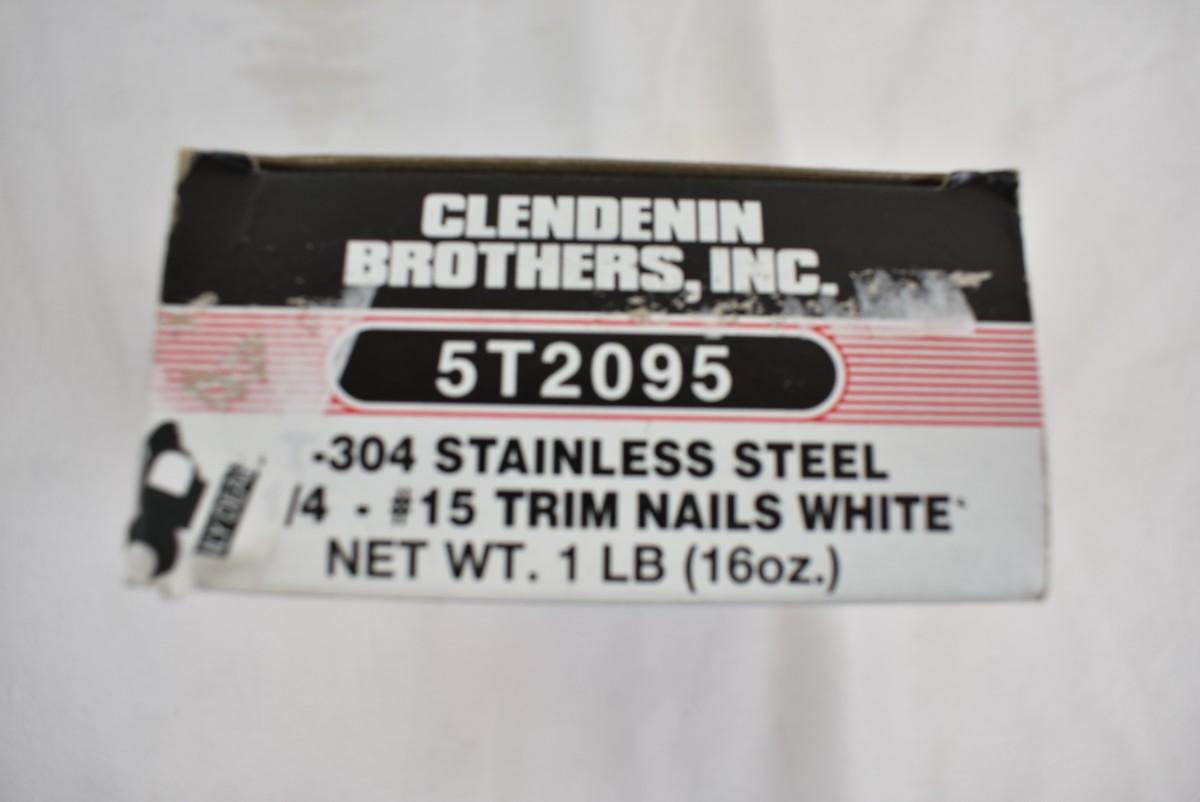 CLENDENIN
BROTHERS, INC.
5T2095
T-304 STAINLESS STEEL
/4 - #15 TRIM NAILS WHITE
NET WT. 1 LB (16oz.)